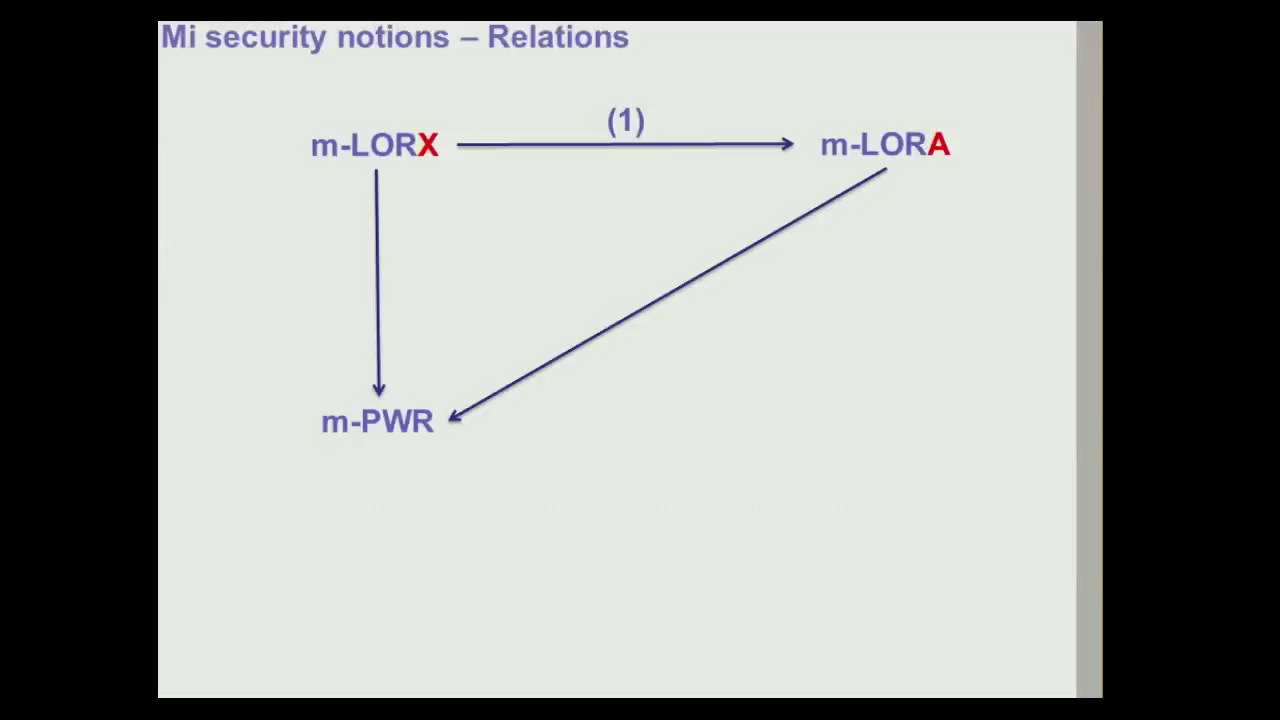 Mi security notions – Relations
(1)
m-LORX
m-LORA
m-PWR